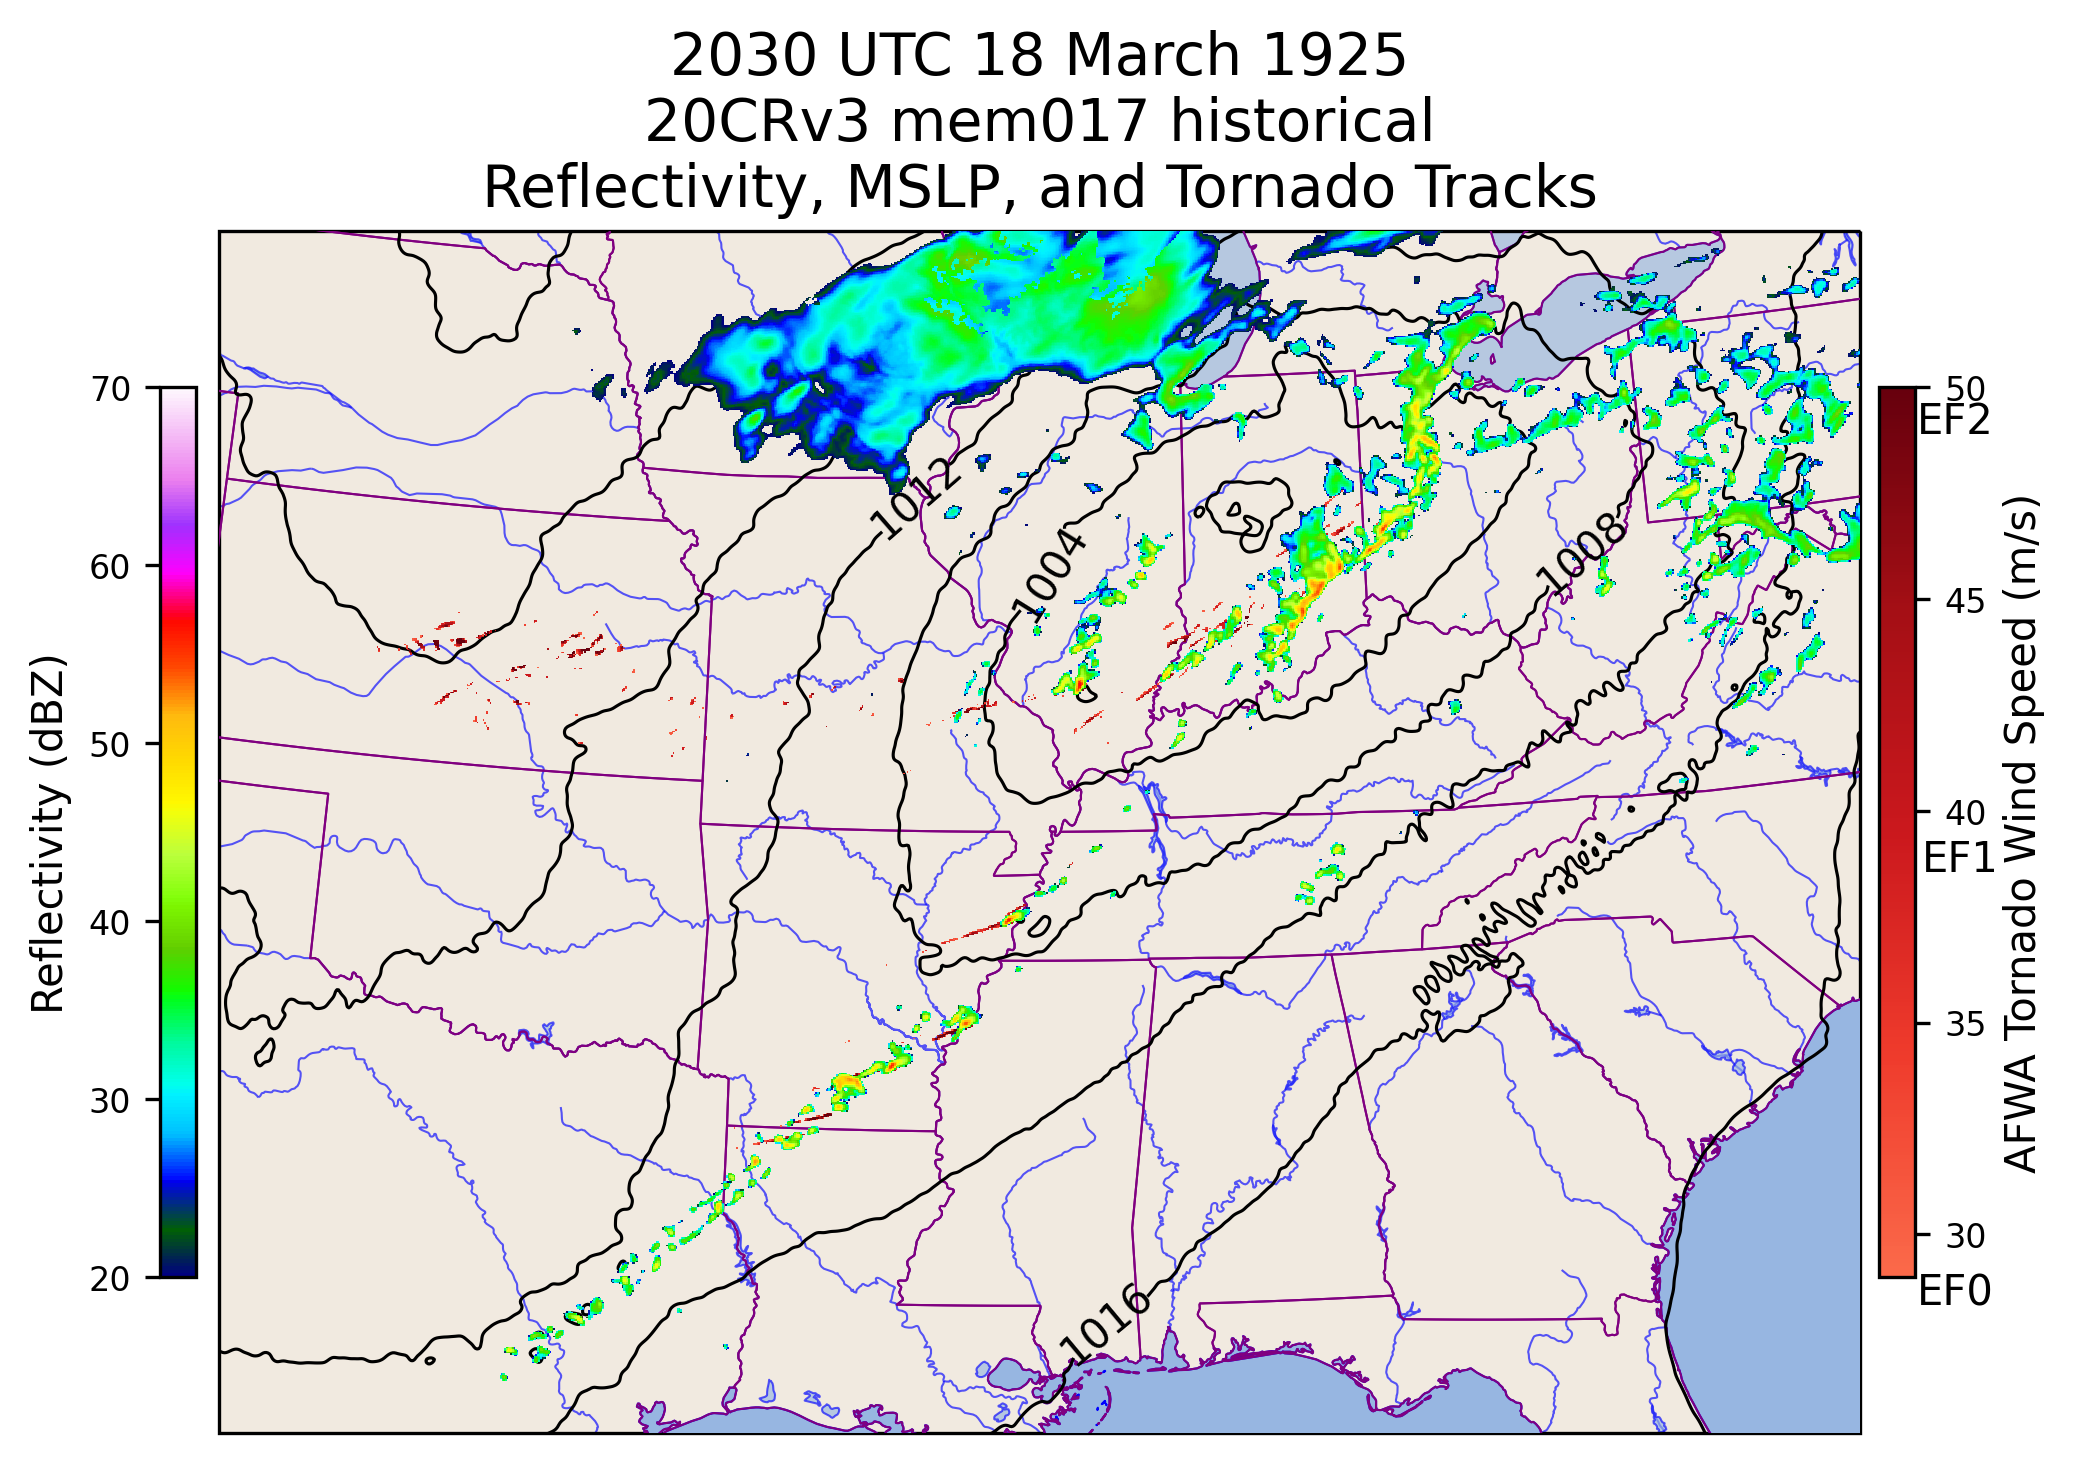 2030 UTC 18 March 1925
20CRv3 mem017 historical
Reflectivity, MSLP, and Tornado Tracks
70
60
50
40
30
20
Reflectivity (dBZ)
1012
1004
1008
1016
50
EF2
45
40
EF1
35
30
EF0
AFWA Tornado Wind Speed (m/s)